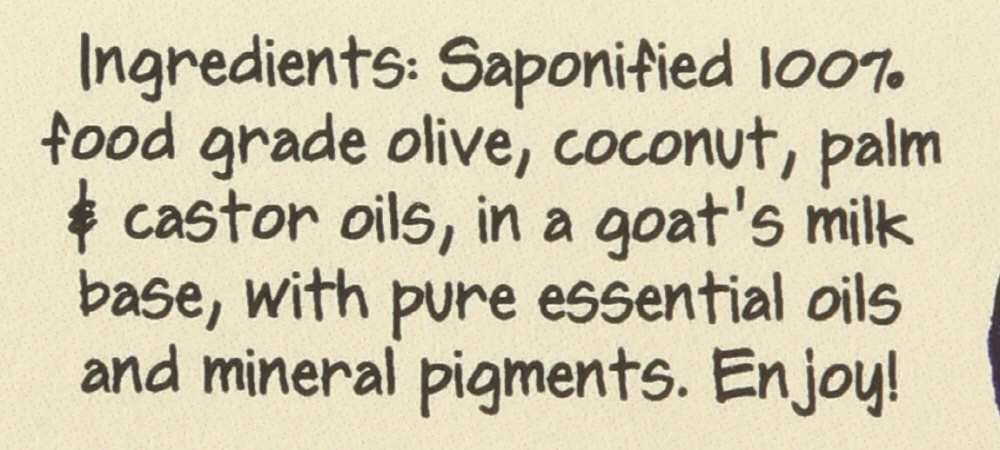 Ingredients: Saponified 100%
food grade olive, coconut, palm
& castor oils, in a goat's milk
base, with pure essential oils
and mineral pigments. Enjoy!